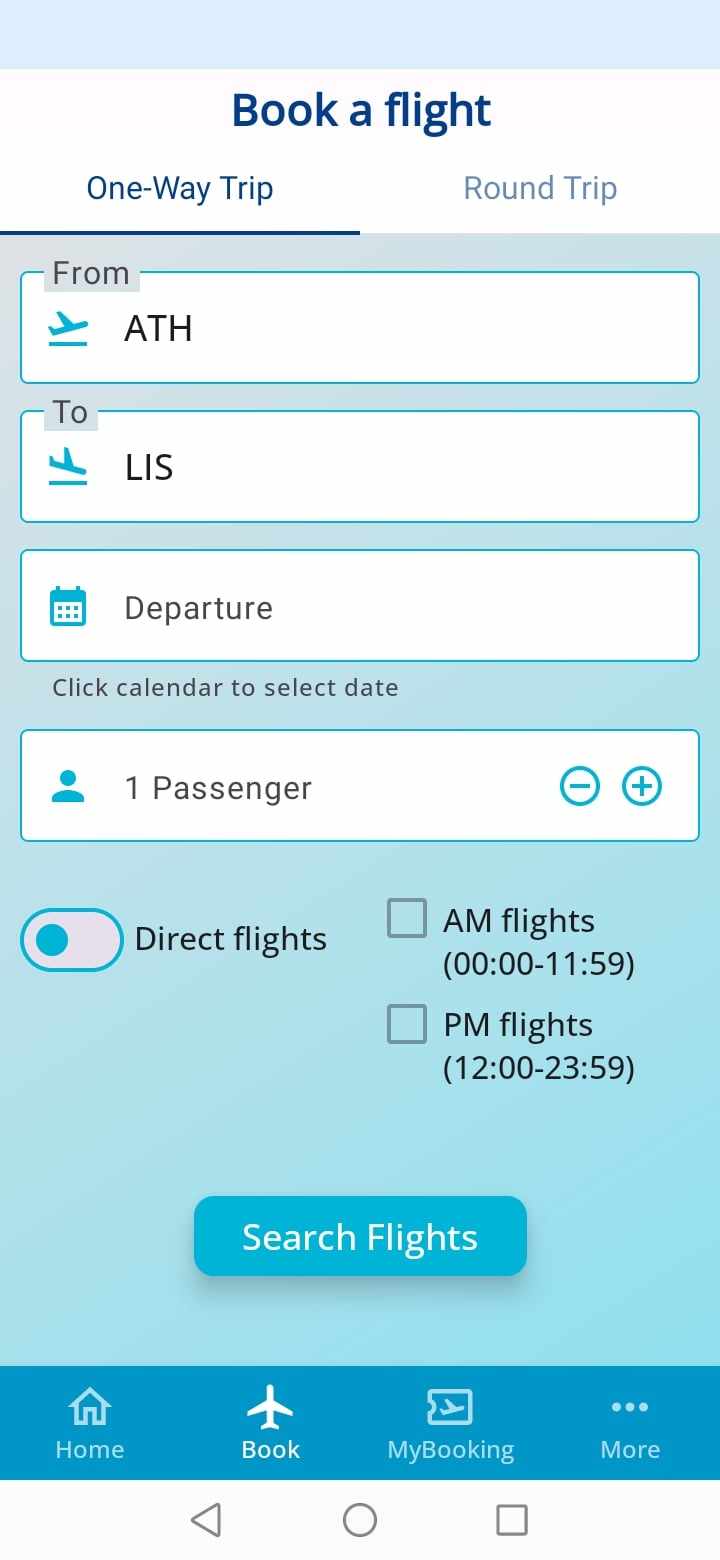 Book a flight
One-Way Trip
Round Trip
From
ATH
To
LIS
Departure
Click calendar to select date
1 Passenger
Direct flights
AM flights
(00:00-11:59)
PM flights
(12:00-23:59)
Search Flights
Home
Book
MyBooking
More